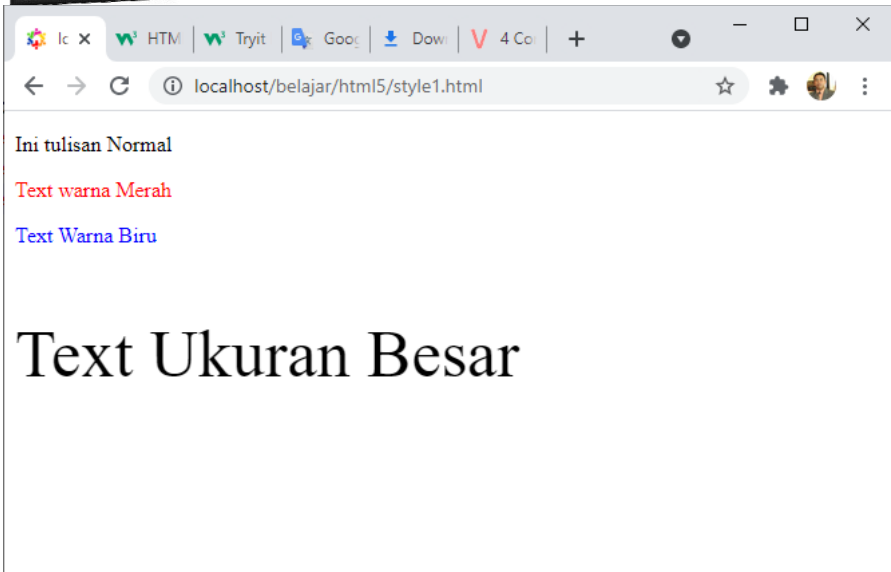 Ic
HTM
Tryit
Goog
Dow
4 Co
localhost/belajar/html5/style1.html
Ini tulisan Normal
Text warna Merah
Text Warna Biru
Text Ukuran Besar